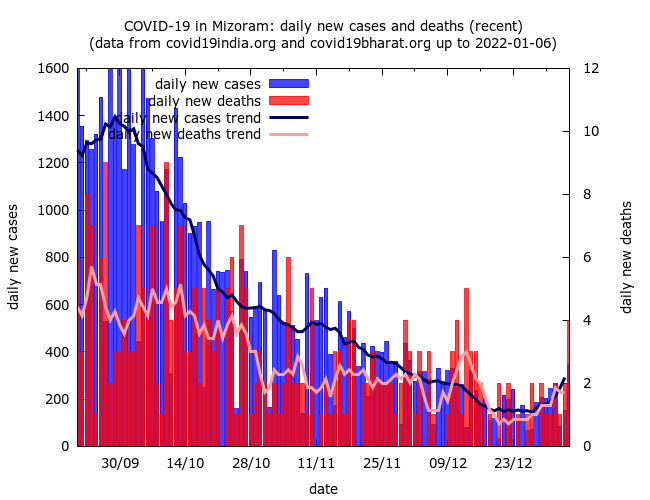 COVID-19 in Mizoram: daily new cases and deaths (recent)
(data from covid19india.org and covid19bharat.org up to 2022-01-06)
daily new cases
daily new deaths
daily new cases trend
daily new deaths trend
1600
1400
1200
1000
800
600
400
200
0
daily new cases
12
10
8
6
4
2
0
daily new deaths
30/09 14/10 28/10 11/11 25/11 09/12 23/12
date